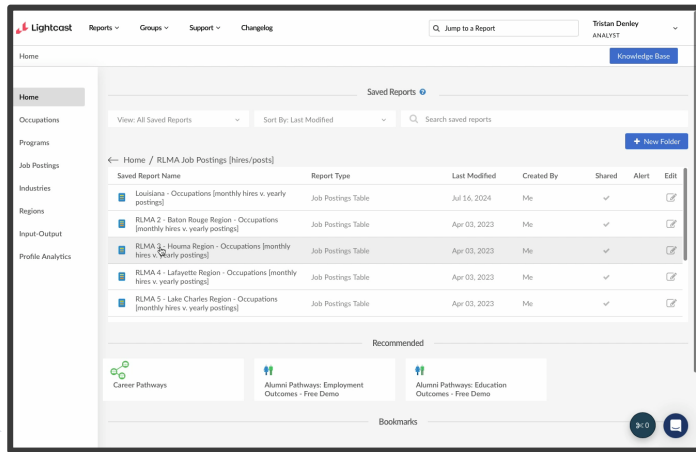 Lightcast Reports Groups Support Changelog Jump to a Report Tristan Denley
ANALYST
Home Knowledge Base
Home
Occupations
Programs
Job Postings
Industries
Regions
Input-Output
Profile Analytics
Saved Reports
View: All Saved Reports Sort By: Last Modified Search saved reports
+ New Folder
← Home / RLMA Job Postings [hires/posts]
Saved Report Name Report Type Last Modified Created By Shared Alert Edit
Louisiana - Occupations [monthly hires v. yearly
postings] Job Postings Table Jul 16, 2024 Me
RLMA 2 - Baton Rouge Region - Occupations
[monthly hires v. yearly postings] Job Postings Table Apr 03, 2023 Me
RLMA 3 - Houma Region - Occupations [monthly
hires v. yearly postings] Job Postings Table Apr 03, 2023 Me
RLMA 4 - Lafayette Region - Occupations [monthly
hires v. yearly postings] Job Postings Table Apr 03, 2023 Me
RLMA 5 - Lake Charles Region - Occupations
[monthly hires v. yearly postings] Job Postings Table Apr 03, 2023 Me
Recommended
Career Pathways
Alumni Pathways: Employment
Outcomes - Free Demo
Alumni Pathways: Education
Outcomes - Free Demo
Bookmarks